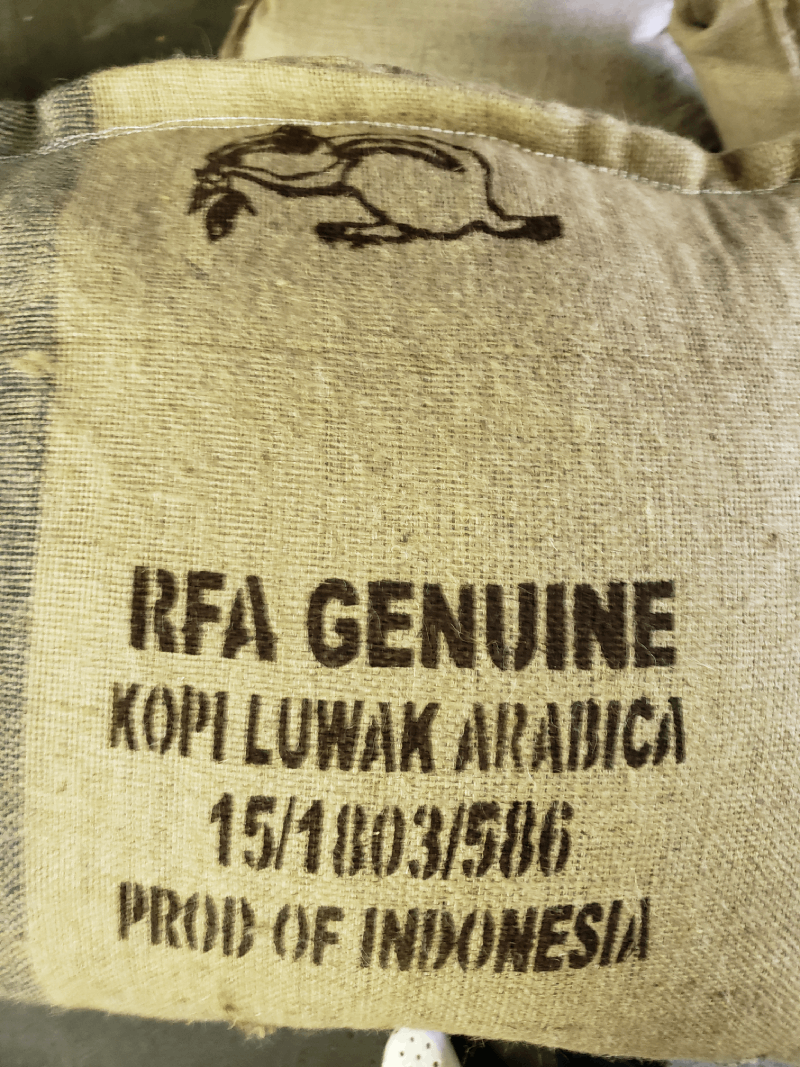 RFA GENUINE
KOPI LUWAK ARABICA
15/1803/586
PROD OF INDONESIA